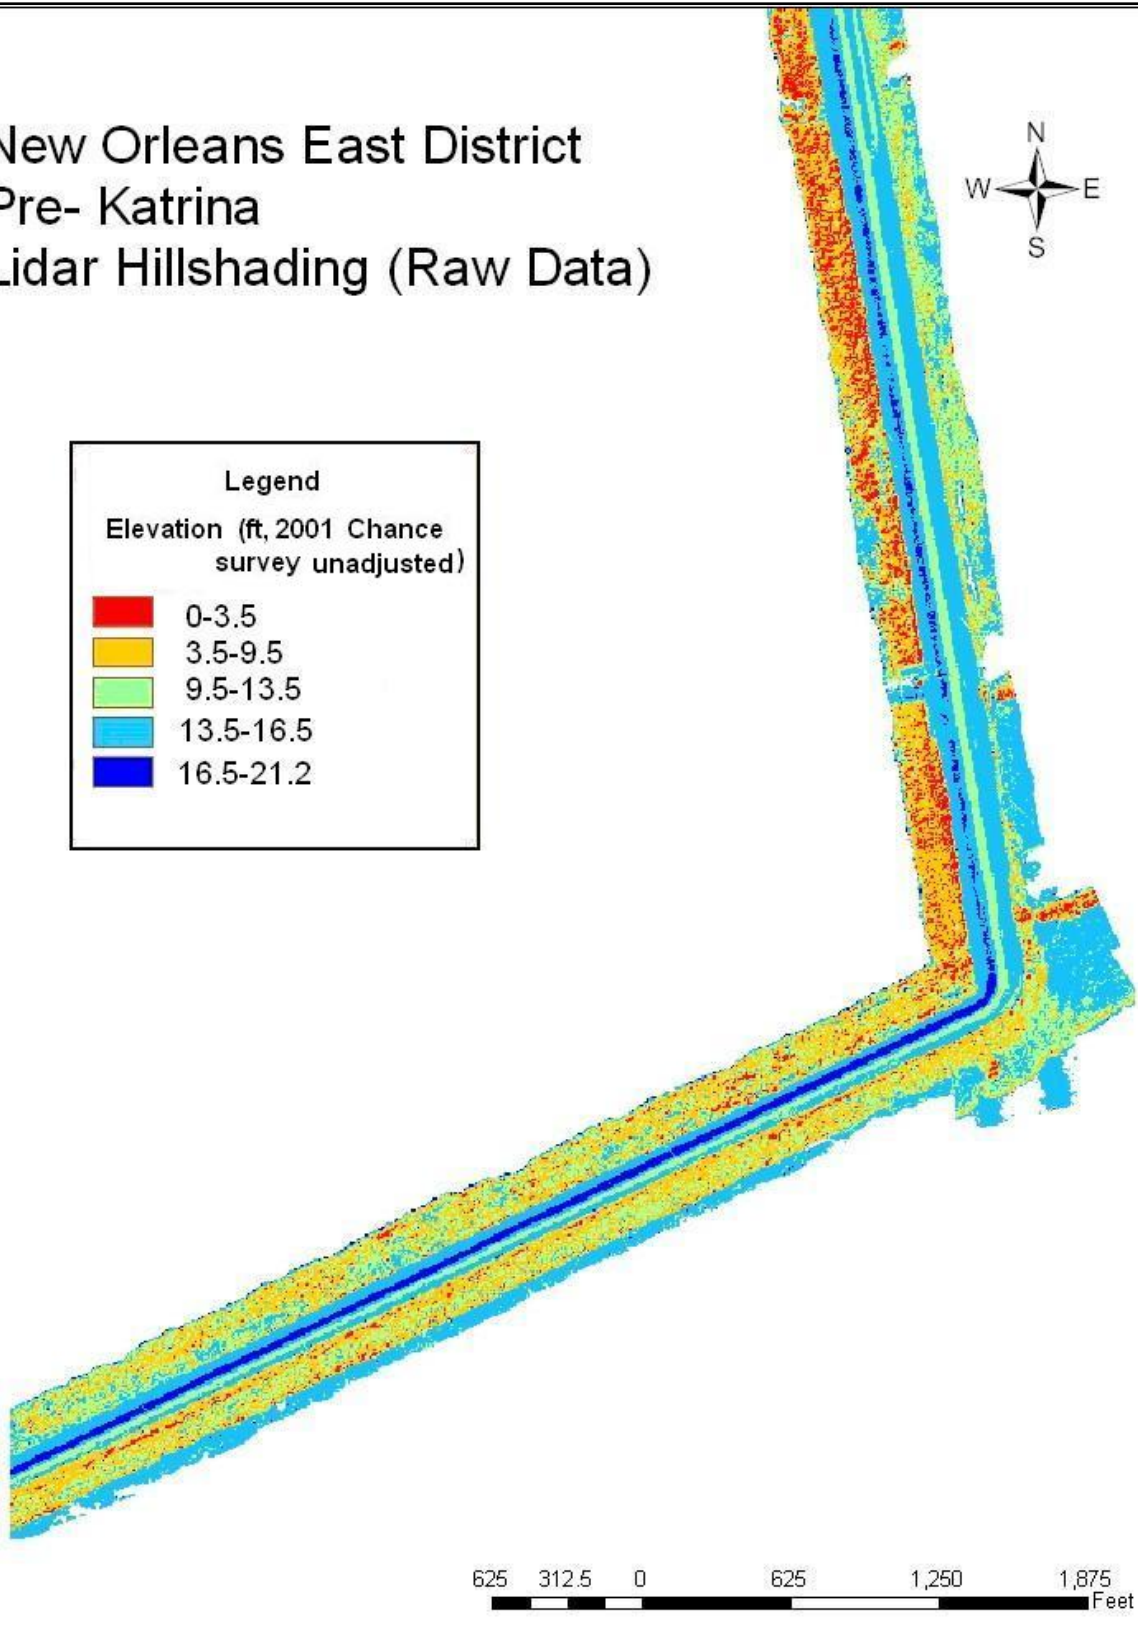 New Orleans East District
Pre- Katrina
Lidar Hillshading (Raw Data)
N
W E
S
Legend
Elevation (ft, 2001 Chance
survey unadjusted)
0-3.5
3.5-9.5
9.5-13.5
13.5-16.5
16.5-21.2
625 312.5 0 625 1,250 1,875
Feet